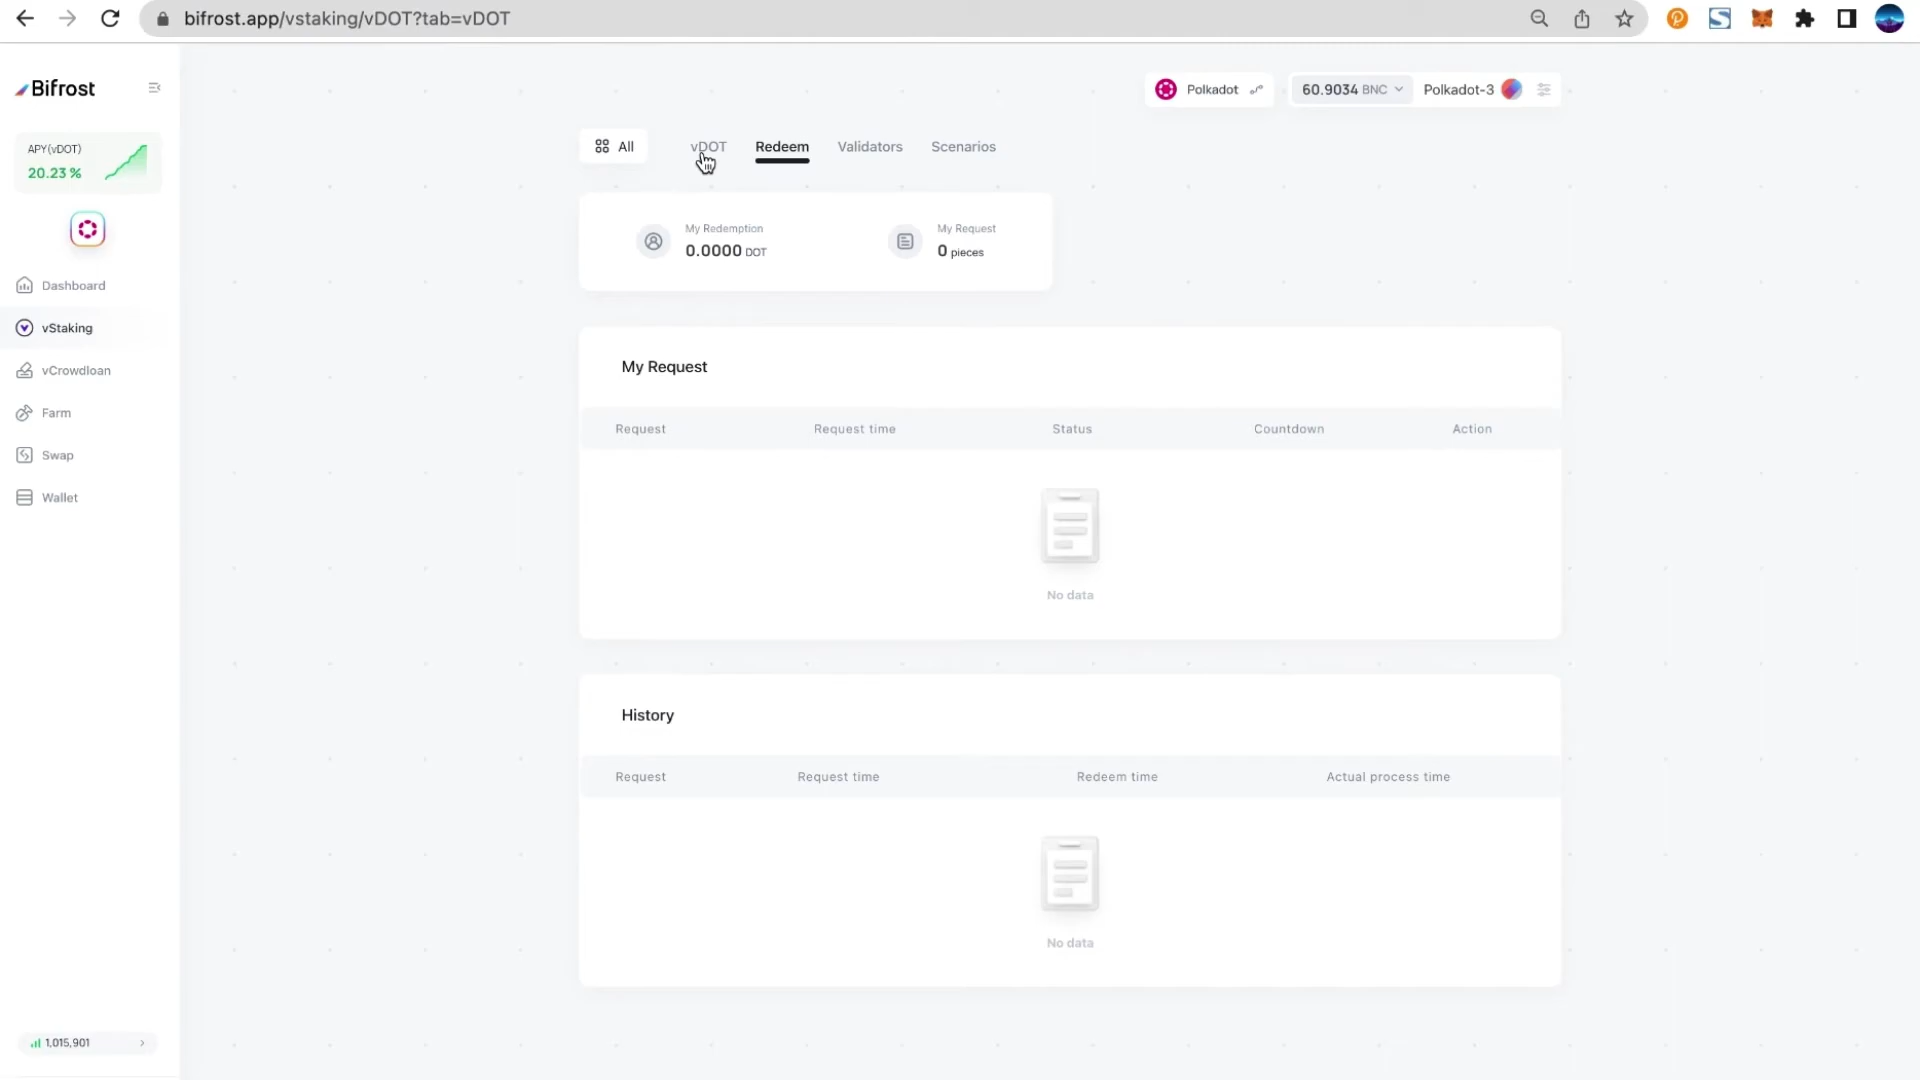 bifrost.app/vstaking/vDOT?tab=vDOT
Bifrost
Polkadot
60.9034 BNC
Polkadot-3
APY(vDOT)
20.23 %
All
vDOT
Redeem
Validators
Scenarios
My Redemption
0.0000 DOT
My Request
0 pieces
Dashboard
vStaking
vCrowdloan
Farm
Swap
Wallet
My Request
Request Request time Status Countdown Action
No data
History
Request Request time Redeem time Actual process time
No data
1,015,901